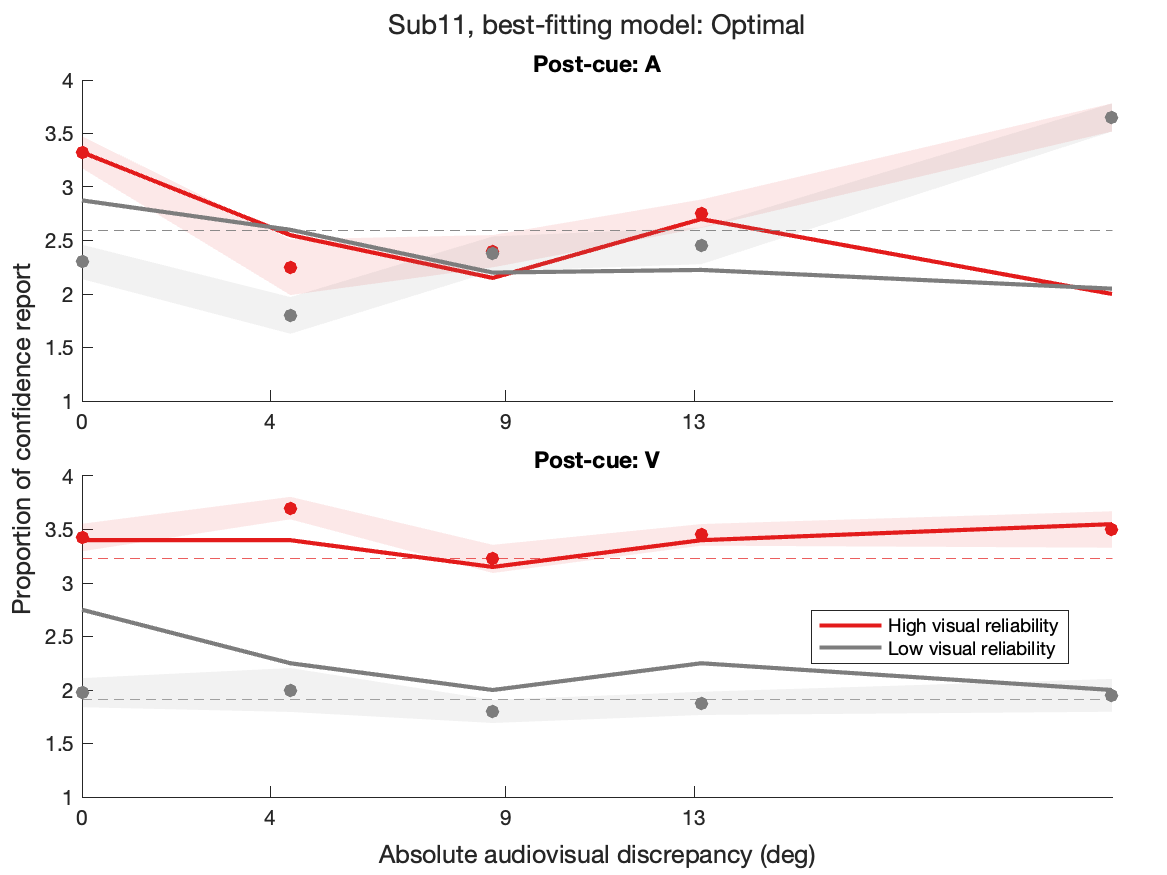 Sub11, best-fitting model: Optimal
Post-cue: A
4
3.5
3
2.5
2
1.5
1
0 4 9 13
Proportion of confidence report
Post-cue: V
4
3.5
3
2.5
2
1.5
1
High visual reliability
Low visual reliability
0 4 9 13
Absolute audiovisual discrepancy (deg)